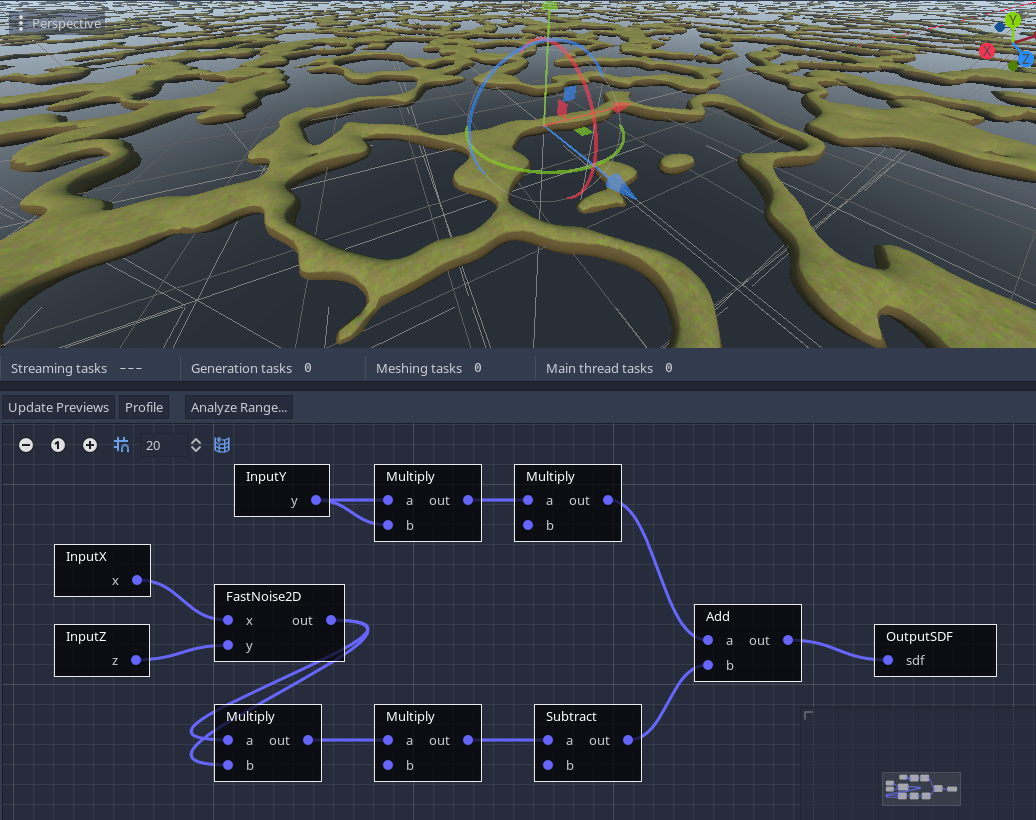 Perspective
Y
X
Z
Streaming tasks ---
Generation tasks 0
Meshing tasks 0
Main thread tasks 0
Update Previews
Profile
Analyze Range...
1
20
InputY
y
Multiply
a out
b
Multiply
a out
b
InputX
x
InputZ
z
FastNoise2D
x out
y
Add
a out
b
OutputSDF
sdf
Multiply
a out
b
Multiply
a out
b
Subtract
a out
b